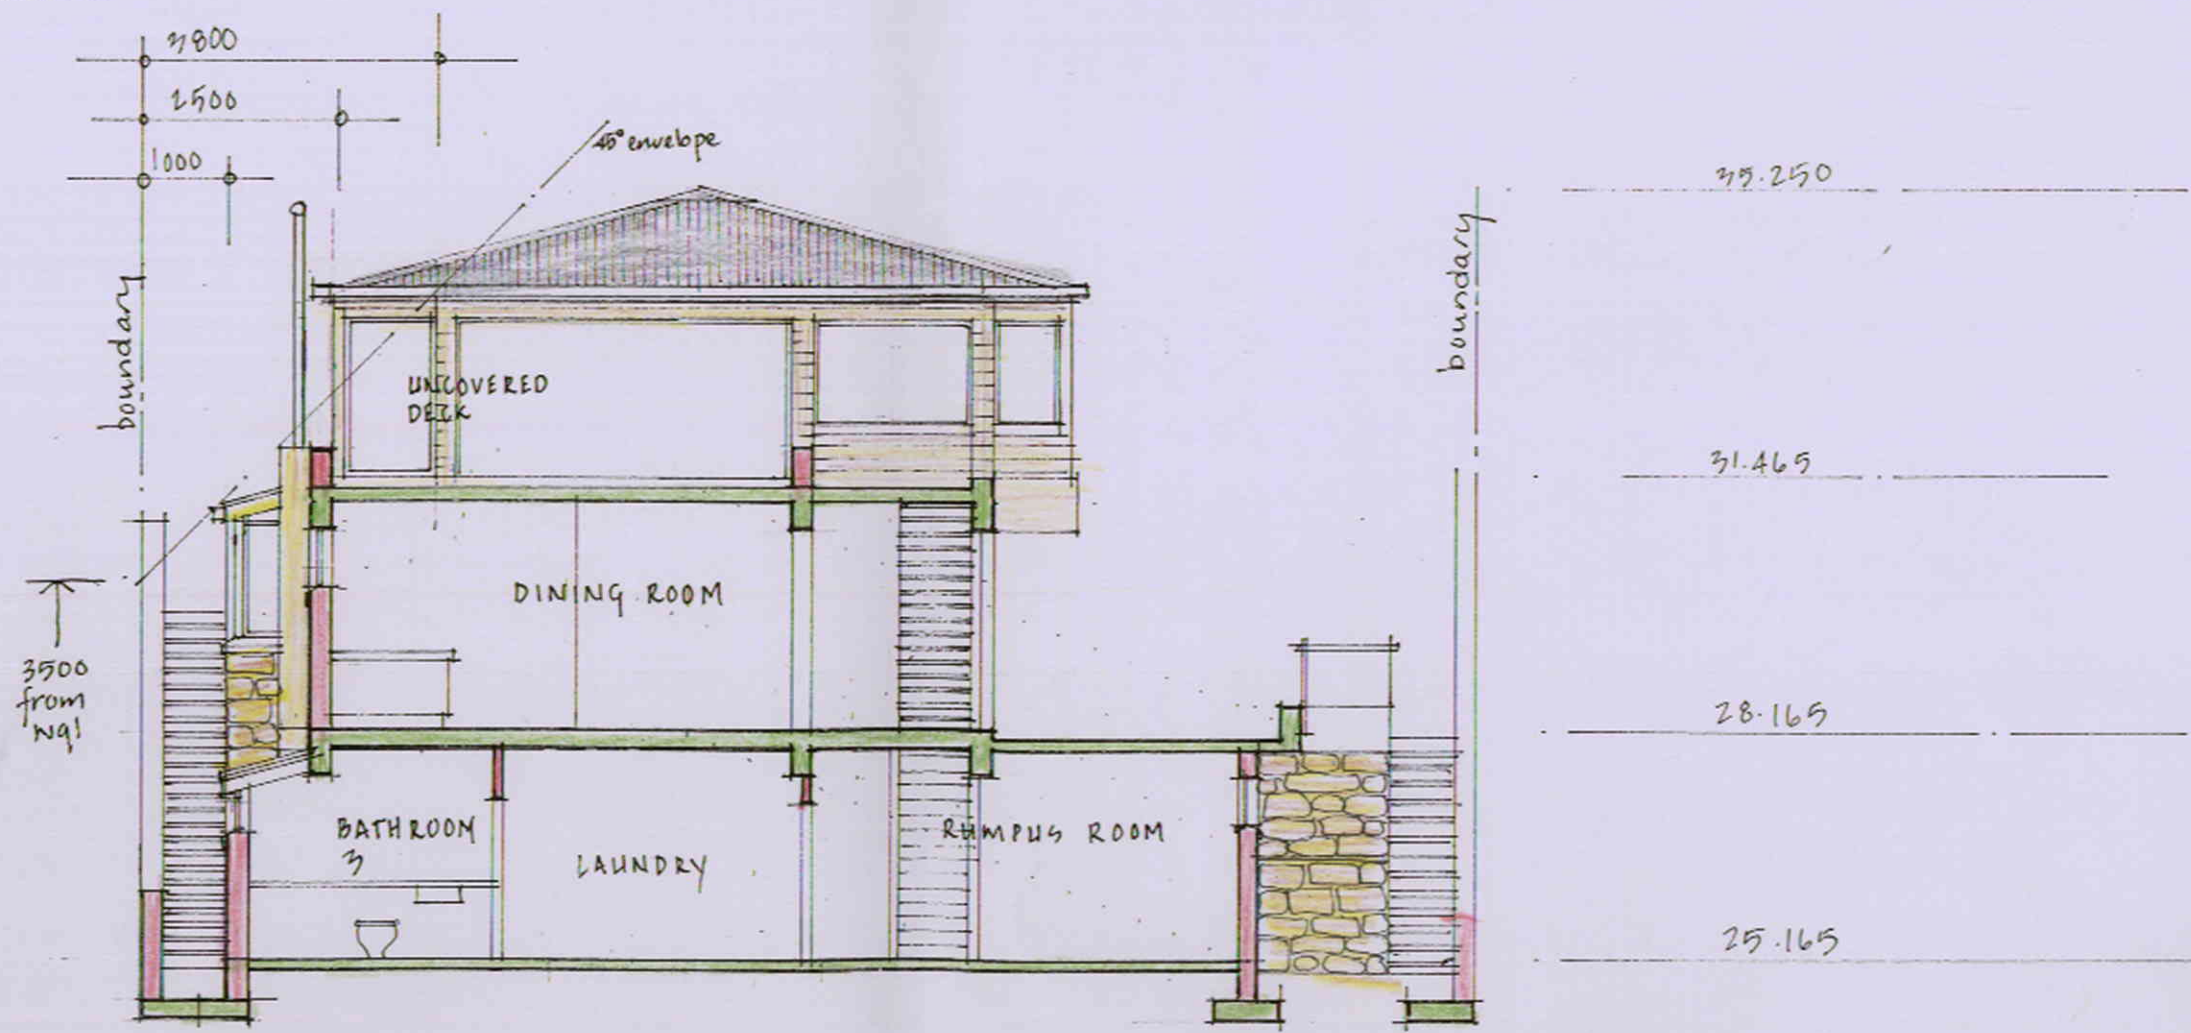 3800
2500
1000
45° envelope
35.250
boundary
boundary
UNCOVERED
DECK
31.465
DINING ROOM
3500
from
ngl
28.165
BATHROOM
3
LAUNDRY
RUMPUS ROOM
25.165